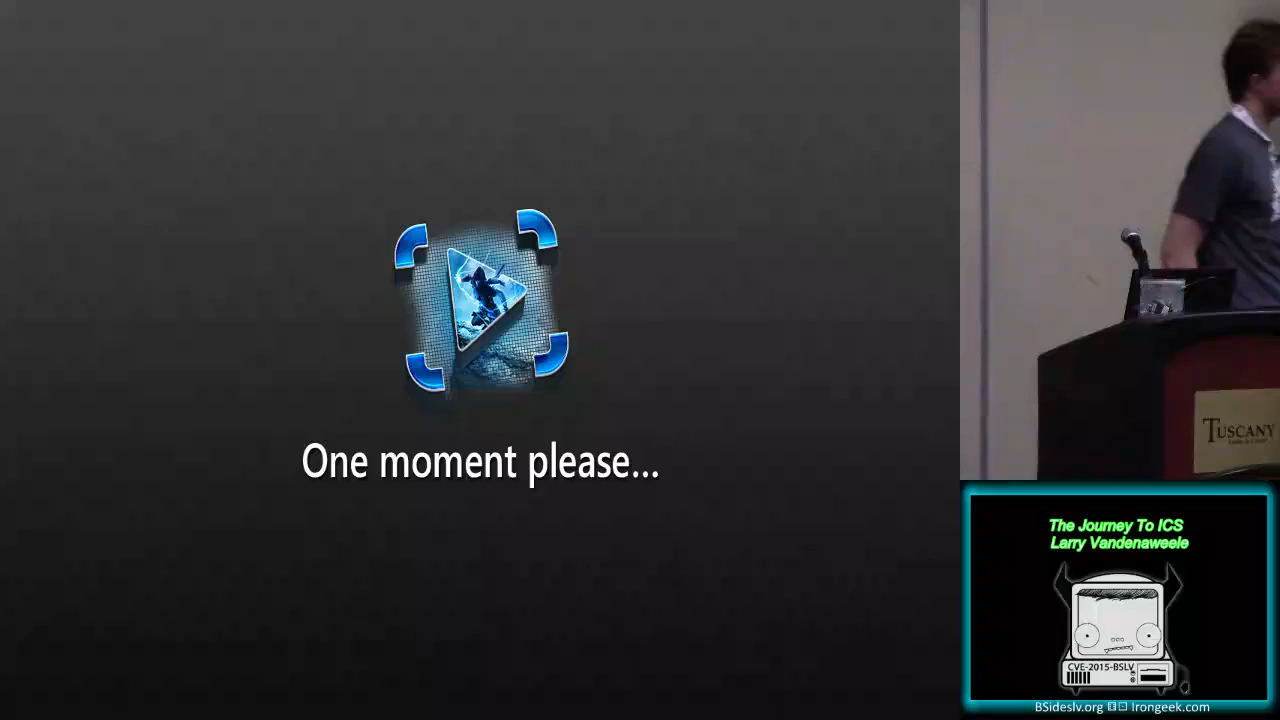 One moment please...
TUSCANY
The Journey To ICS
Larry Vandenaweele
CVE-2015-BSLV
BSideslv.org Irongeek.com